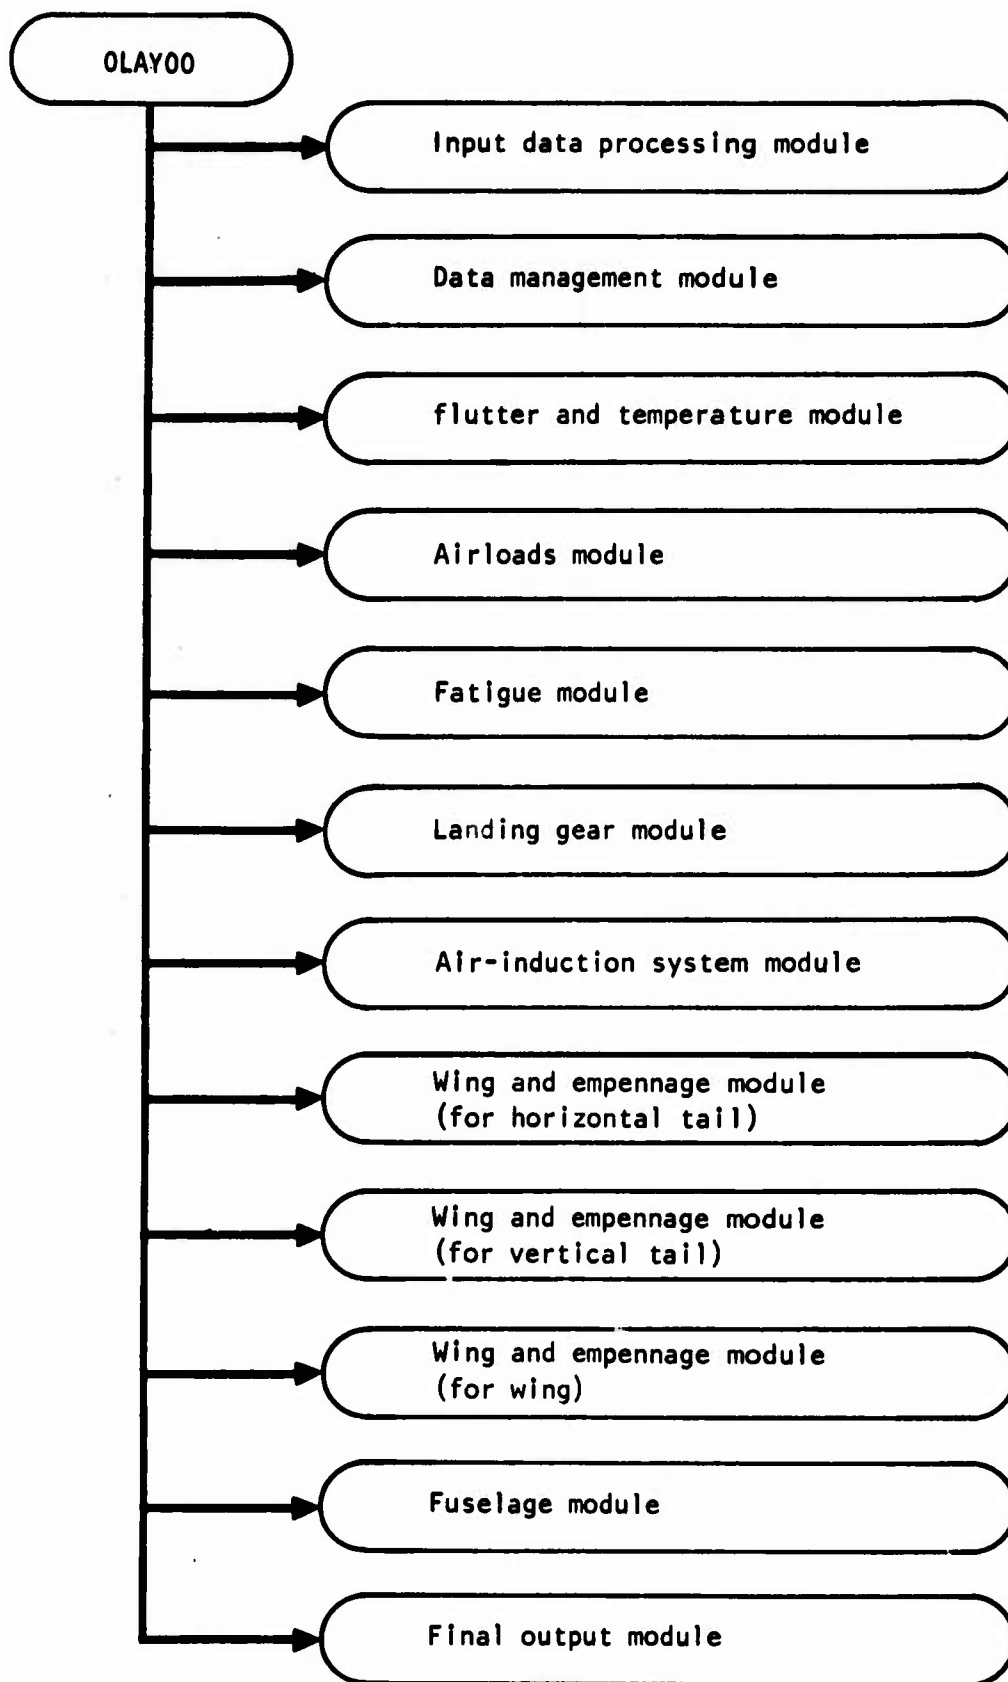 OLAY00
Input data processing module
Data management module
flutter and temperature module
Airloads module
Fatigue module
Landing gear module
Air-induction system module
Wing and empennage module
(for horizontal tail)
Wing and empennage module
(for vertical tail)
Wing and empennage module
(for wing)
Fuselage module
Final output module